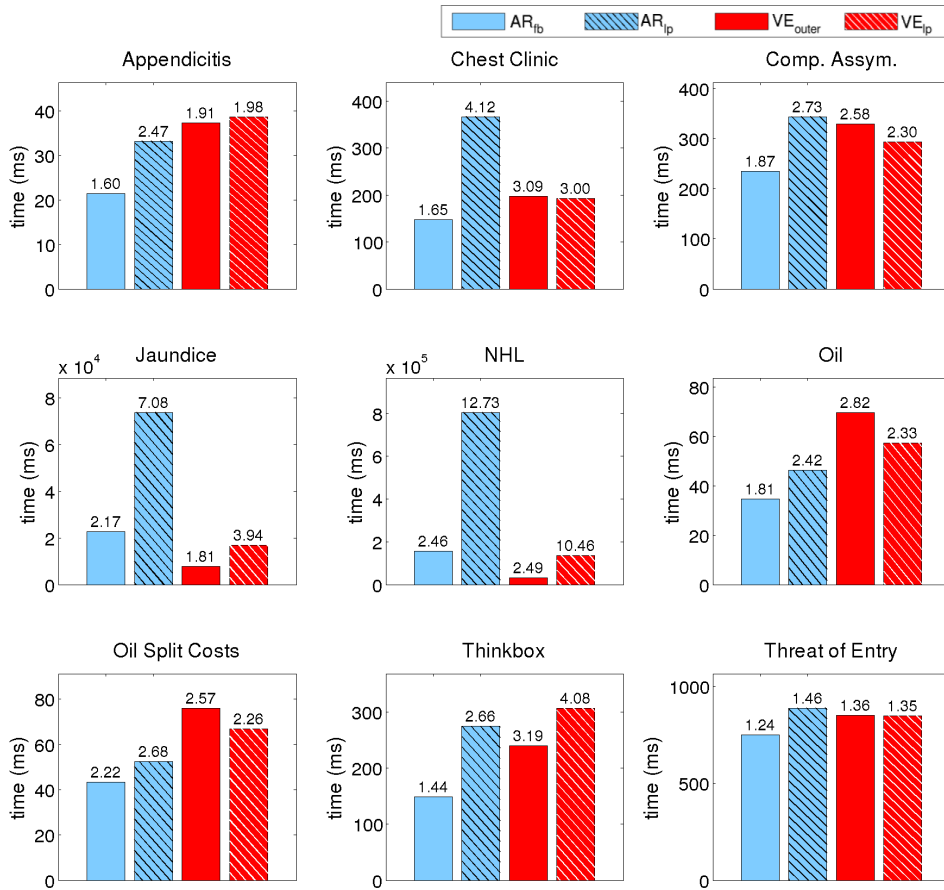 AR_fb AR_lp VE_outer VE_lp
Appendicitis
time (ms)
40
30
20
10
0
1.60 2.47 1.91 1.98
Chest Clinic
time (ms)
400
300
200
100
0
1.65 4.12 3.09 3.00
Comp. Assym.
time (ms)
400
300
200
100
0
1.87 2.73 2.58 2.30
Jaundice
x 10^4
time (ms)
8
6
4
2
0
2.17 7.08 1.81 3.94
NHL
x 10^5
time (ms)
8
6
4
2
0
2.46 12.73 2.49 10.46
Oil
time (ms)
80
60
40
20
0
1.81 2.42 2.82 2.33
Oil Split Costs
time (ms)
80
60
40
20
0
2.22 2.68 2.57 2.26
Thinkbox
time (ms)
300
200
100
0
1.44 2.66 3.19 4.08
Threat of Entry
time (ms)
1000
500
0
1.24 1.46 1.36 1.35